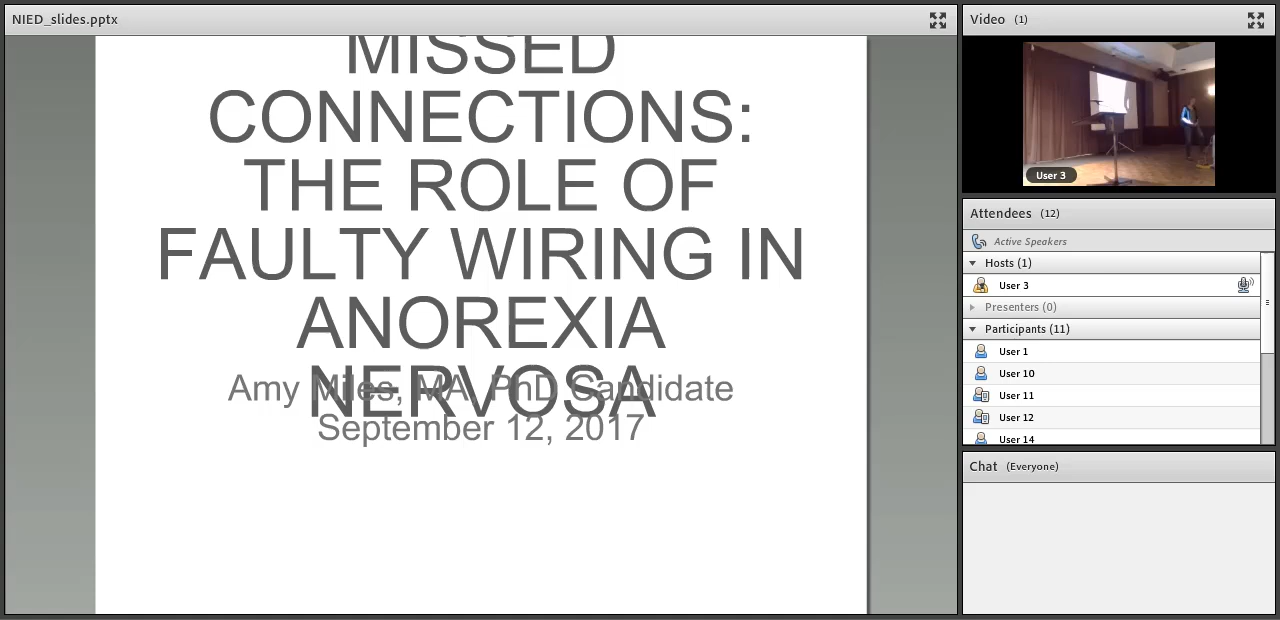 NIED_slides.pptx
MISSED
CONNECTIONS:
THE ROLE OF
FAULTY WIRING IN
ANOREXIA
NERVOSA
Amy Miles, MA, PhD Candidate
September 12, 2017
Video (1)
User 3
Attendees (12)
Active Speakers
Hosts (1)
User 3
Presenters (0)
Participants (11)
User 1
User 10
User 11
User 12
User 14
Chat (Everyone)